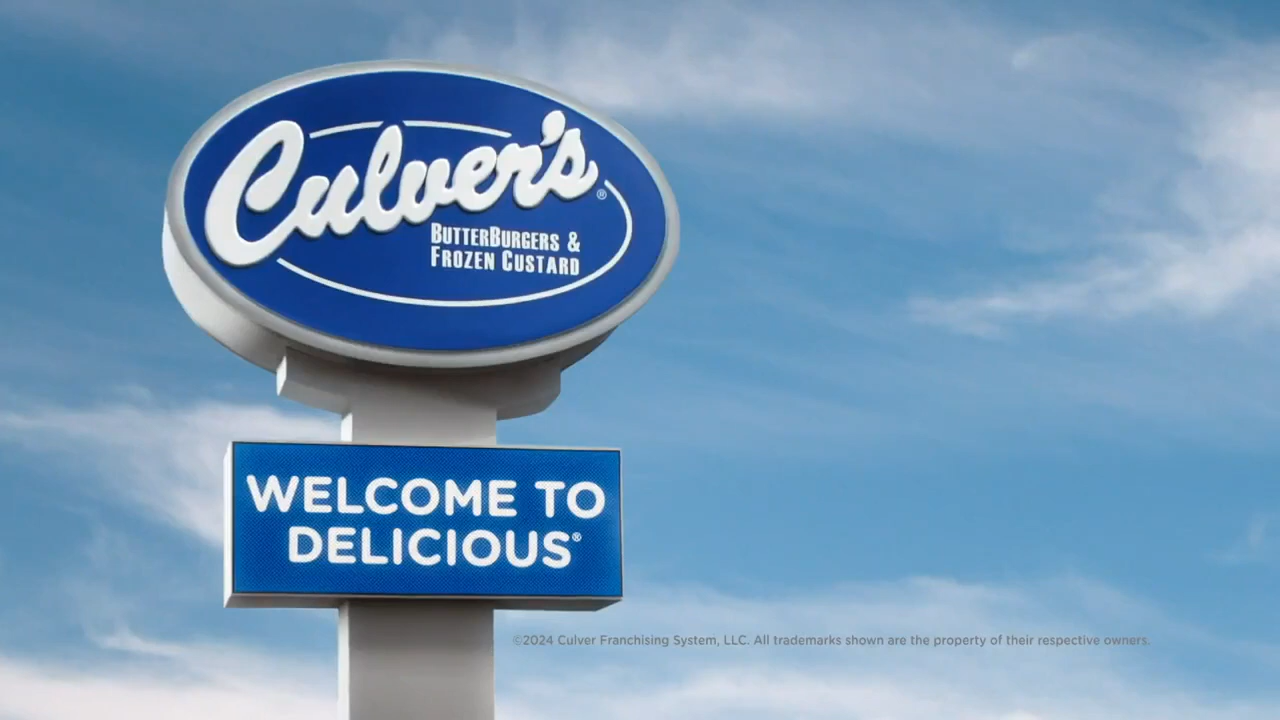 Culver's®
BUTTERBURGERS &
FROZEN CUSTARD
WELCOME TO
DELICIOUS®
©2024 Culver Franchising System, LLC. All trademarks shown are the property of their respective owners.